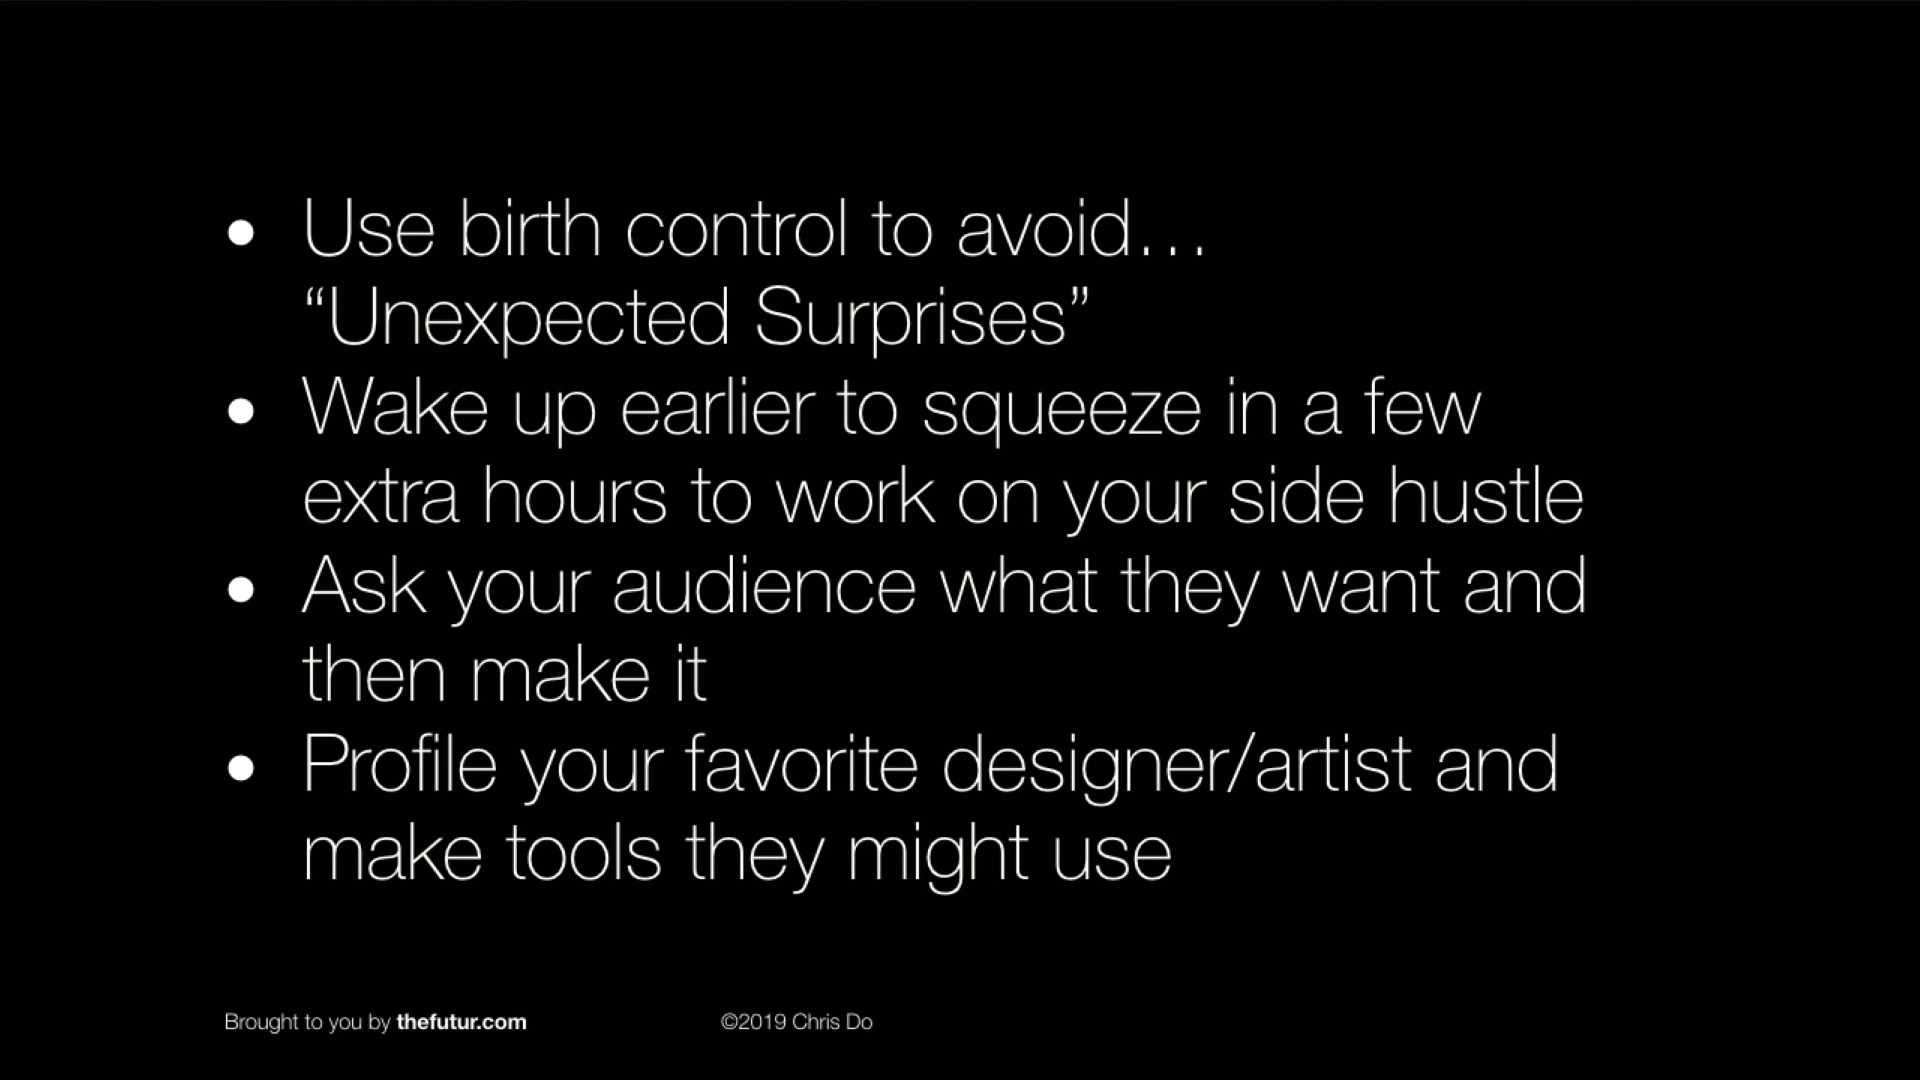 • Use birth control to avoid…
“Unexpected Surprises”
• Wake up earlier to squeeze in a few
extra hours to work on your side hustle
• Ask your audience what they want and
then make it
• Profile your favorite designer/artist and
make tools they might use
Brought to you by thefutur.com ©2019 Chris Do